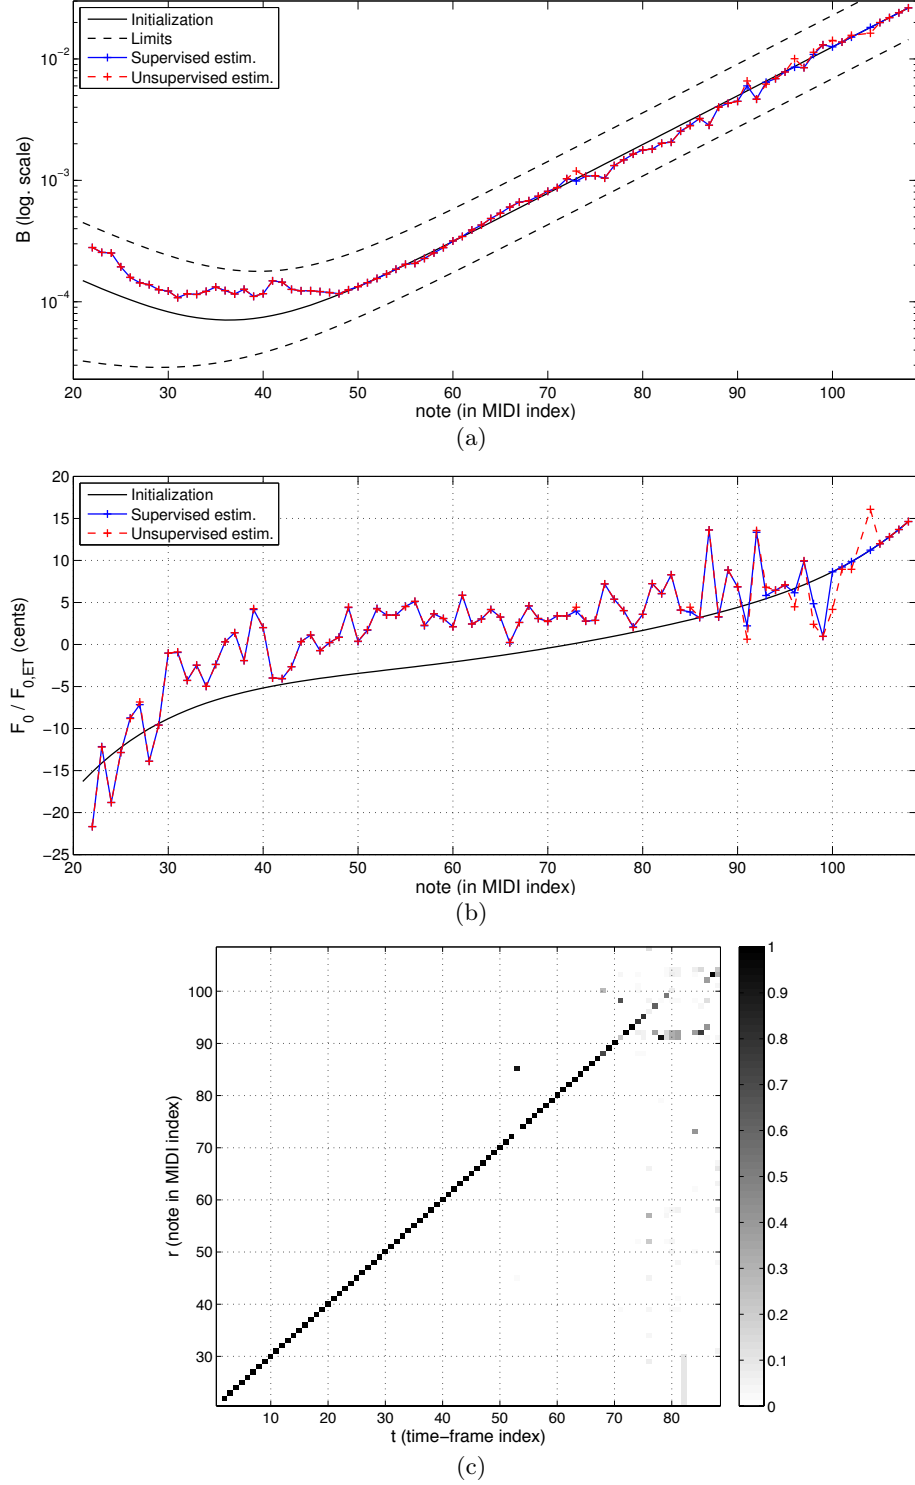 Initialization
Limits
Supervised estim.
Unsupervised estim.
10⁻²
10⁻³
10⁻⁴
B (log. scale)
20 30 40 50 60 70 80 90 100
note (in MIDI index)
(a)
Initialization
Supervised estim.
Unsupervised estim.
20
15
10
5
0
−5
−10
−15
−20
−25
F₀ / F₀,ET (cents)
20 30 40 50 60 70 80 90 100
note (in MIDI index)
(b)
100
90
80
70
60
50
40
30
r (note in MIDI index)
10 20 30 40 50 60 70 80
t (time−frame index)
1
0.9
0.8
0.7
0.6
0.5
0.4
0.3
0.2
0.1
0
(c)